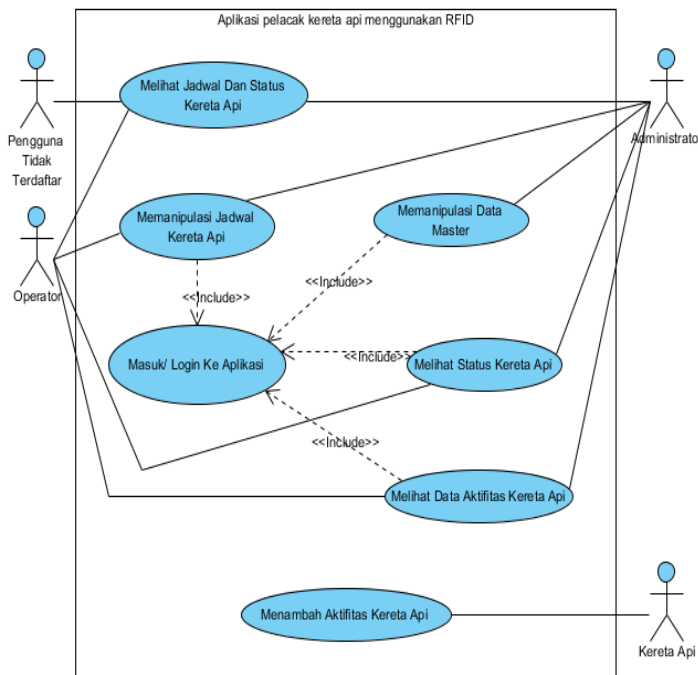 Aplikasi pelacak kereta api menggunakan RFID
Melihat Jadwal Dan Status
Kereta Api
Pengguna
Tidak
Terdaftar
Administrato
Memanipulasi Jadwal
Kereta Api
Memanipulasi Data
Master
Operator
<<Include>>
<<Include>>
Masuk/ Login Ke Aplikasi
<<Include>>
Melihat Status Kereta Api
<<Include>>
Melihat Data Aktifitas Kereta Api
Menambah Aktifitas Kereta Api
Kereta Api